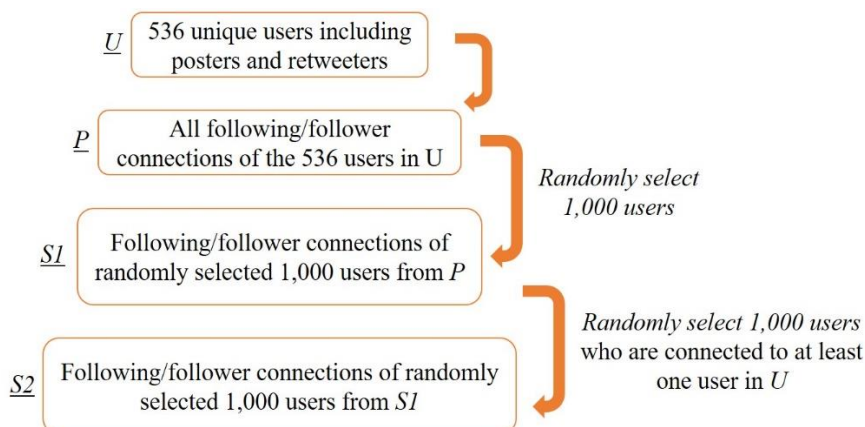 U
536 unique users including
posters and retweeters
P
All following/follower
connections of the 536 users in U
Randomly select
1,000 users
S1
Following/follower connections of
randomly selected 1,000 users from P
Randomly select 1,000 users
who are connected to at least
one user in U
S2
Following/follower connections of randomly
selected 1,000 users from S1